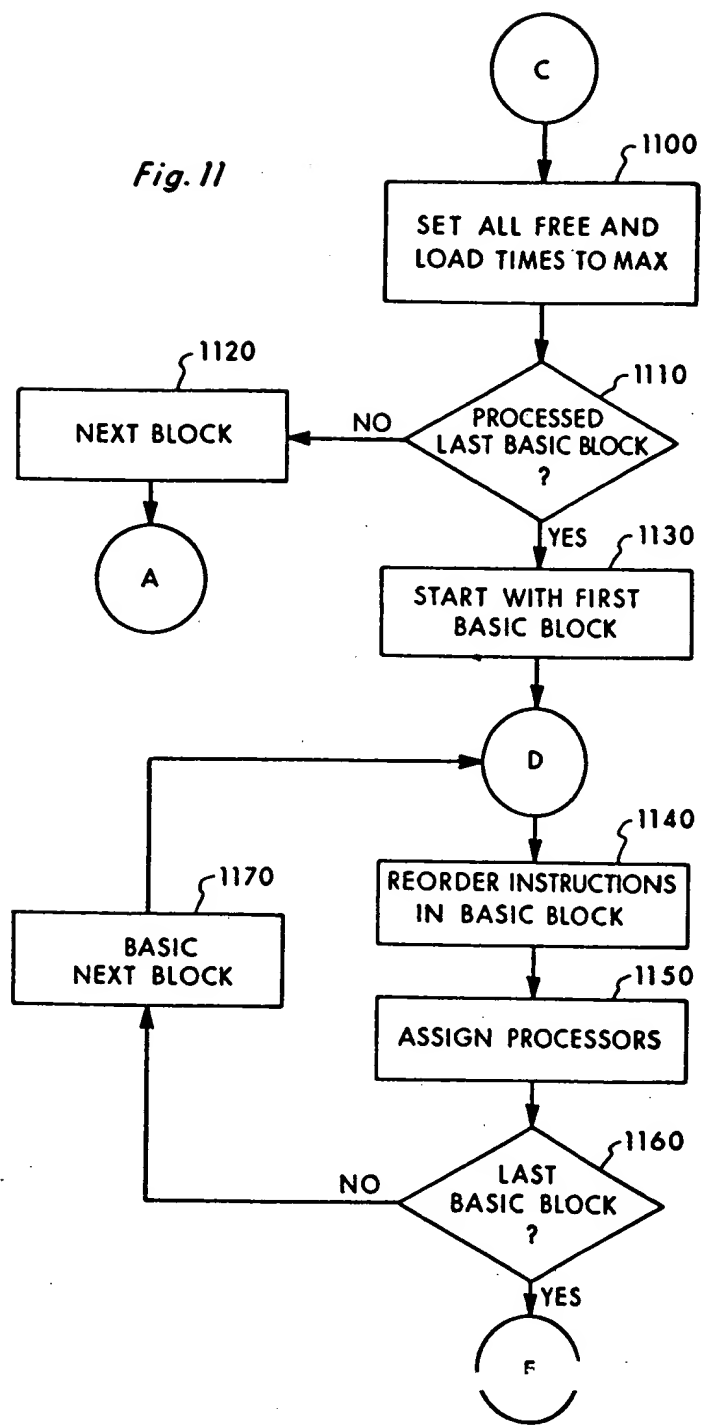 C
Fig. 11
1100
SET ALL FREE AND
LOAD TIMES TO MAX
1120
NEXT BLOCK
NO
1110
PROCESSED
LAST BASIC BLOCK
?
A
YES
1130
START WITH FIRST
BASIC BLOCK
D
1140
REORDER INSTRUCTIONS
IN BASIC BLOCK
1170
BASIC
NEXT BLOCK
1150
ASSIGN PROCESSORS
1160
NO
LAST
BASIC BLOCK
?
YES